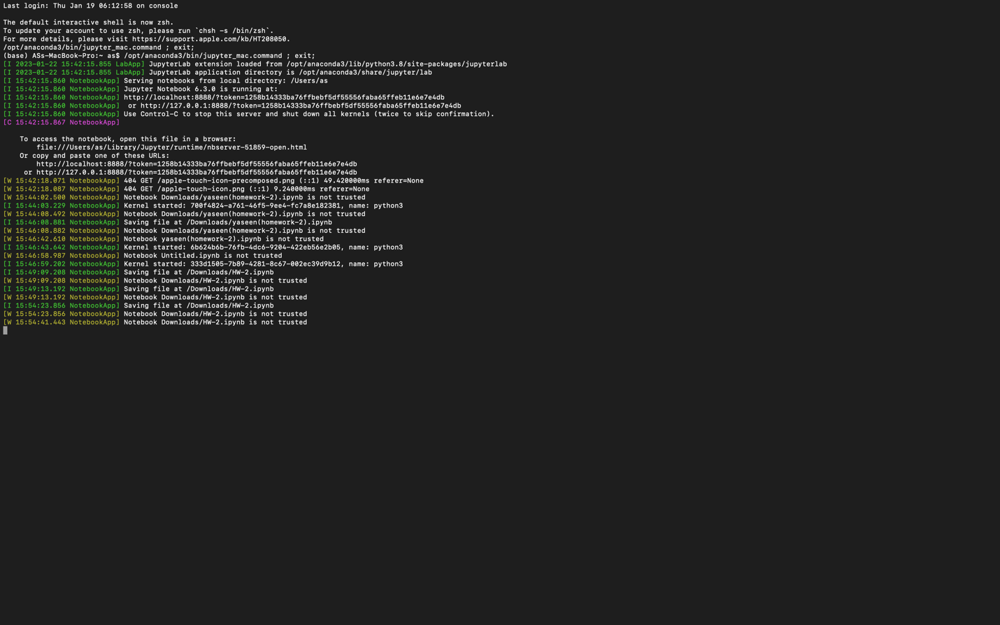 Last login: Thu Jan 19 06:12:58 on console
The default interactive shell is now zsh.
To update your account to use zsh, please run `chsh -s /bin/zsh`.
For more details, please visit https://support.apple.com/kb/HT208050.
/opt/anaconda3/bin/jupyter_mac.command ; exit;
(base) ASs-MacBook-Pro:~ as$ /opt/anaconda3/bin/jupyter_mac.command ; exit;
[I 2023-01-22 15:42:15.855 LabApp] JupyterLab extension loaded from /opt/anaconda3/lib/python3.8/site-packages/jupyterlab
[I 2023-01-22 15:42:15.855 LabApp] JupyterLab application directory is /opt/anaconda3/share/jupyter/lab
[I 15:42:15.860 NotebookApp] Serving notebooks from local directory: /Users/as
[I 15:42:15.860 NotebookApp] Jupyter Notebook 6.3.0 is running at:
[I 15:42:15.860 NotebookApp] http://localhost:8888/?token=1258b14333ba76ffbebf5df55556faba65ffeb11e6e7e4db
[I 15:42:15.860 NotebookApp]  or http://127.0.0.1:8888/?token=1258b14333ba76ffbebf5df55556faba65ffeb11e6e7e4db
[I 15:42:15.860 NotebookApp] Use Control-C to stop this server and shut down all kernels (twice to skip confirmation).
[C 15:42:15.867 NotebookApp]
To access the notebook, open this file in a browser:
file:///Users/as/Library/Jupyter/runtime/nbserver-51859-open.html
Or copy and paste one of these URLs:
http://localhost:8888/?token=1258b14333ba76ffbebf5df55556faba65ffeb11e6e7e4db
or http://127.0.0.1:8888/?token=1258b14333ba76ffbebf5df55556faba65ffeb11e6e7e4db
[W 15:42:18.071 NotebookApp] 404 GET /apple-touch-icon-precomposed.png (::1) 49.420000ms referer=None
[W 15:42:18.087 NotebookApp] 404 GET /apple-touch-icon.png (::1) 9.240000ms referer=None
[W 15:44:02.500 NotebookApp] Notebook Downloads/yaseen(homework-2).ipynb is not trusted
[I 15:44:03.229 NotebookApp] Kernel started: 700f4824-a761-46f5-9ee4-fc7a8e182381, name: python3
[W 15:44:08.492 NotebookApp] Notebook Downloads/yaseen(homework-2).ipynb is not trusted
[I 15:46:08.881 NotebookApp] Saving file at /Downloads/yaseen(homework-2).ipynb
[W 15:46:08.882 NotebookApp] Notebook Downloads/yaseen(homework-2).ipynb is not trusted
[W 15:46:42.610 NotebookApp] Notebook yaseen(homework-2).ipynb is not trusted
[I 15:46:43.642 NotebookApp] Kernel started: 6b624b6b-76fb-4dc6-9204-422eb56e2b05, name: python3
[W 15:46:58.987 NotebookApp] Notebook Untitled.ipynb is not trusted
[I 15:46:59.202 NotebookApp] Kernel started: 333d1505-7b89-4281-8c67-002ec39d9b12, name: python3
[I 15:49:09.208 NotebookApp] Saving file at /Downloads/HW-2.ipynb
[W 15:49:09.208 NotebookApp] Notebook Downloads/HW-2.ipynb is not trusted
[I 15:49:13.192 NotebookApp] Saving file at /Downloads/HW-2.ipynb
[W 15:49:13.192 NotebookApp] Notebook Downloads/HW-2.ipynb is not trusted
[I 15:54:23.856 NotebookApp] Saving file at /Downloads/HW-2.ipynb
[W 15:54:23.856 NotebookApp] Notebook Downloads/HW-2.ipynb is not trusted
[W 15:54:41.443 NotebookApp] Notebook Downloads/HW-2.ipynb is not trusted